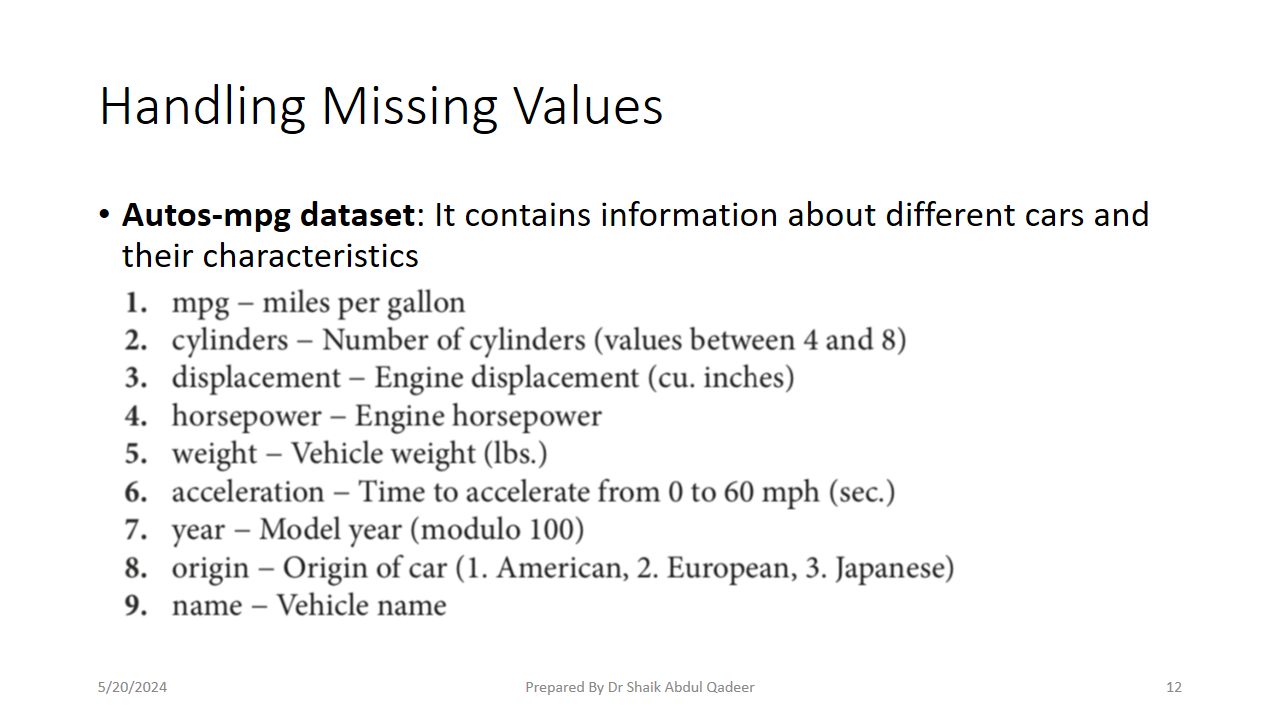 Handling Missing Values
• Autos-mpg dataset: It contains information about different cars and
their characteristics
1. mpg – miles per gallon
2. cylinders – Number of cylinders (values between 4 and 8)
3. displacement – Engine displacement (cu. inches)
4. horsepower – Engine horsepower
5. weight – Vehicle weight (lbs.)
6. acceleration – Time to accelerate from 0 to 60 mph (sec.)
7. year – Model year (modulo 100)
8. origin – Origin of car (1. American, 2. European, 3. Japanese)
9. name – Vehicle name
5/20/2024 Prepared By Dr Shaik Abdul Qadeer 12